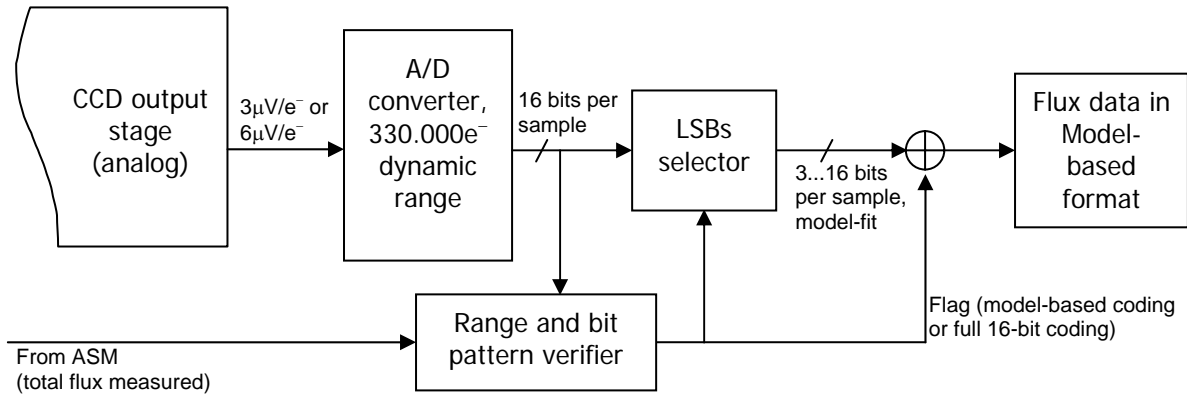 CCD output
stage
(analog)
3μV/e⁻ or
6μV/e⁻
A/D
converter,
330.000e⁻
dynamic
range
16 bits per
sample
LSBs
selector
3...16 bits
per sample,
model-fit
Flux data in
Model-
based
format
Range and bit
pattern verifier
From ASM
(total flux measured)
Flag (model-based coding
or full 16-bit coding)